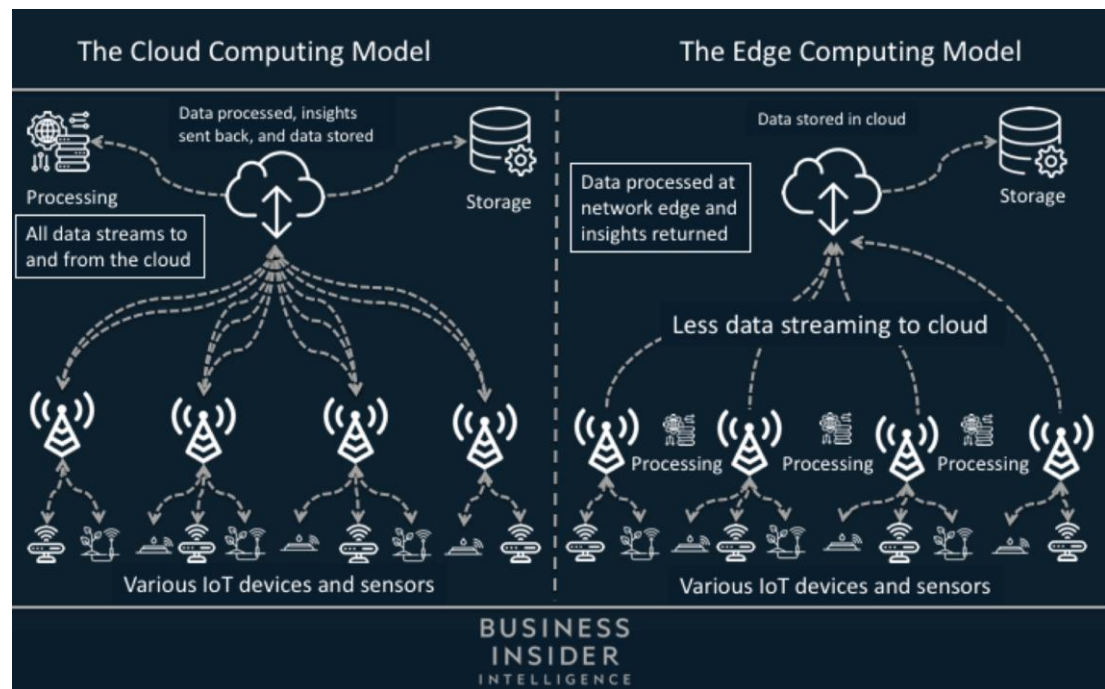 The Cloud Computing Model
Data processed, insights
sent back, and data stored
Processing
Storage
All data streams to
and from the cloud
Various IoT devices and sensors
The Edge Computing Model
Data stored in cloud
Data processed at
network edge and
insights returned
Storage
Less data streaming to cloud
Processing
Processing
Processing
Various IoT devices and sensors
BUSINESS
INSIDER
INTELLIGENCE